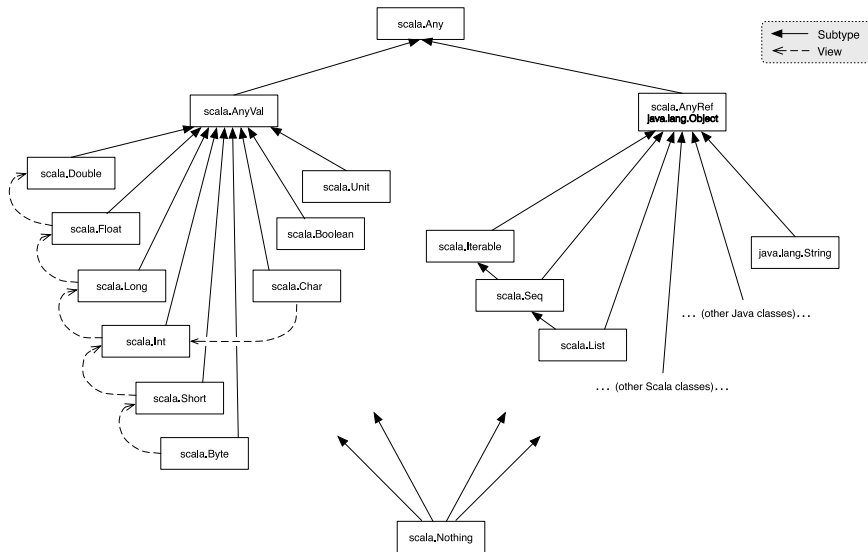 scala.Any
Subtype
View
scala.AnyVal
scala.AnyRef
java.lang.Object
scala.Double
scala.Unit
scala.Float
scala.Boolean
scala.Iterable
java.lang.String
scala.Long
scala.Char
scala.Seq
... (other Java classes)...
scala.Int
scala.List
... (other Scala classes)...
scala.Short
scala.Byte
scala.Nothing